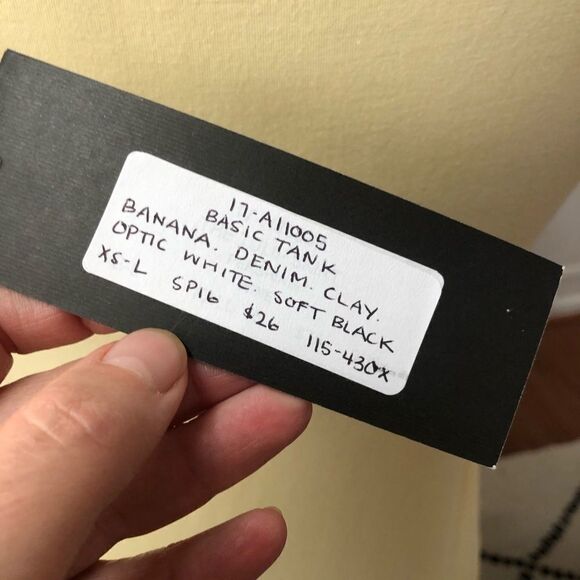 17-A11005
BASIC TANK
BANANA. DENIM. CLAY.
OPTIC WHITE. SOFT BLACK
XS-L SP16 $26 115-430X